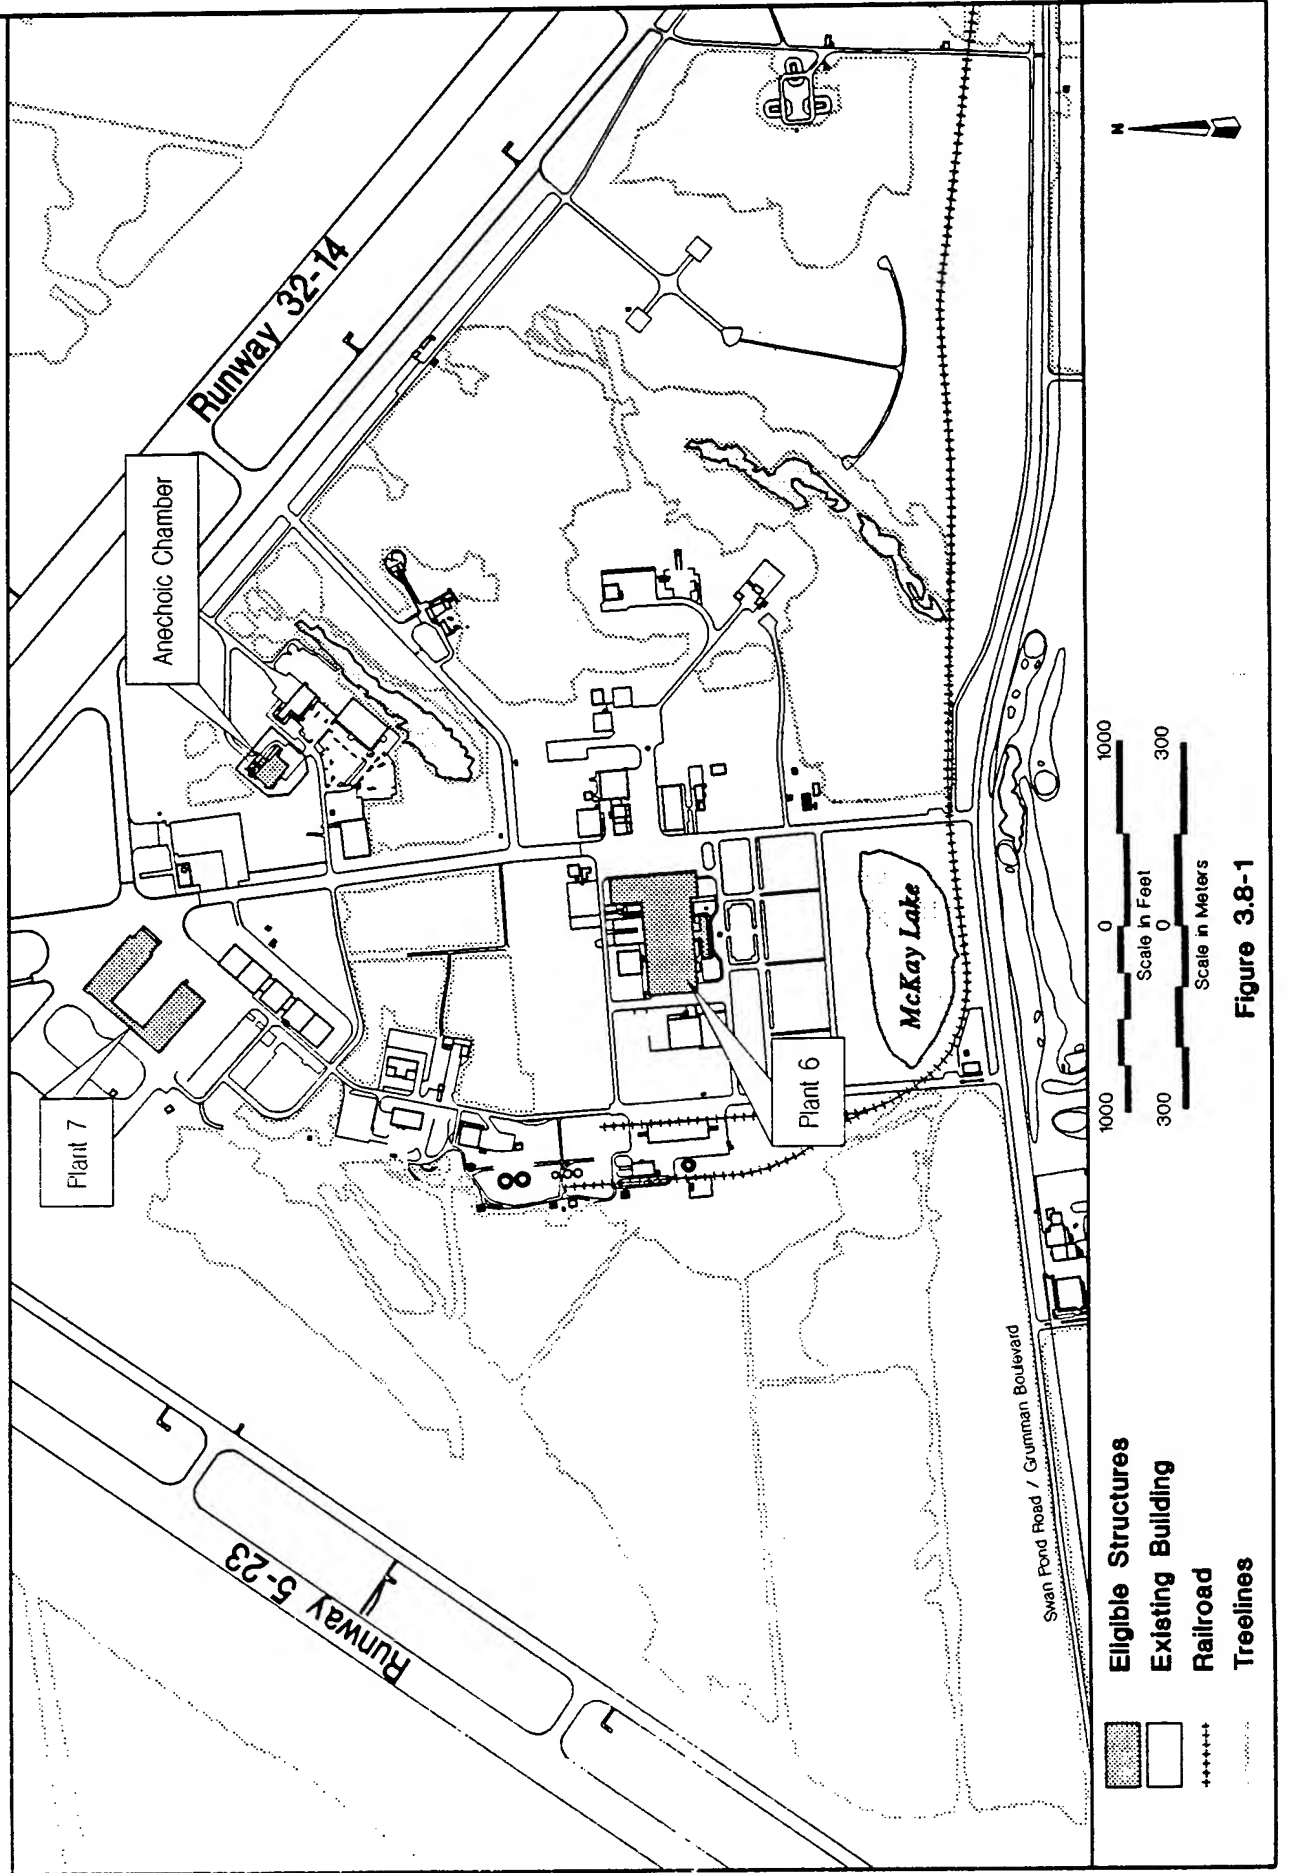 Runway 5-23
Runway 32-14
Plant 7
Anechoic Chamber
Plant 6
McKay Lake
Swan Pond Road / Grumman Boulevard
Eligible Structures
Existing Building
Railroad
Treelines
1000 0 1000
Scale in Feet
300 0 300
Scale in Meters
N
Figure 3.8-1